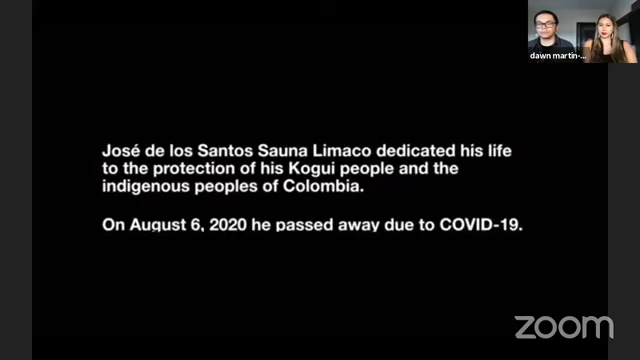 dawn martin-...
José de los Santos Sauna Limaco dedicated his life
to the protection of his Kogui people and the
indigenous peoples of Colombia.
On August 6, 2020 he passed away due to COVID-19.
zoom